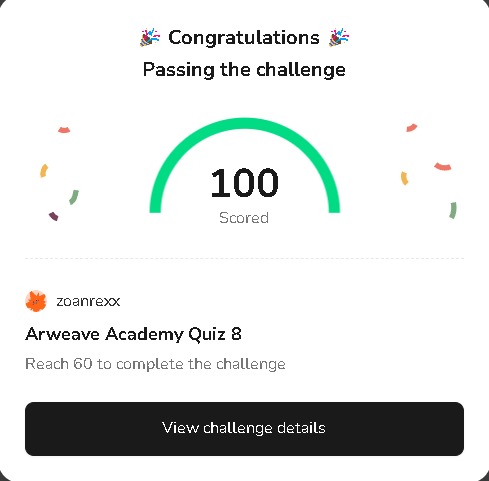 🎉 Congratulations 🎉
Passing the challenge
100
Scored
zoanrexx
Arweave Academy Quiz 8
Reach 60 to complete the challenge
View challenge details